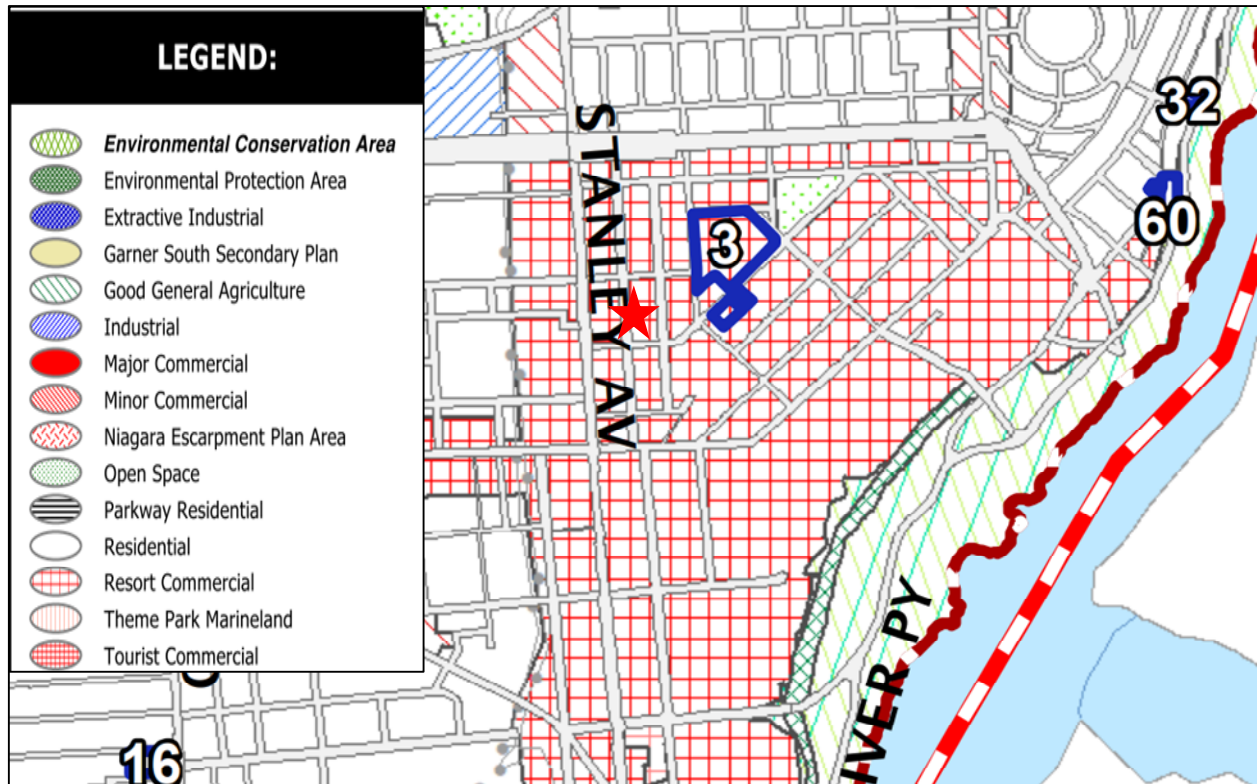 LEGEND:
Environmental Conservation Area
Environmental Protection Area
Extractive Industrial
Garner South Secondary Plan
Good General Agriculture
Industrial
Major Commercial
Minor Commercial
Niagara Escarpment Plan Area
Open Space
Parkway Residential
Residential
Resort Commercial
Theme Park Marineland
Tourist Commercial
STANLEY AV
3
32
60
16